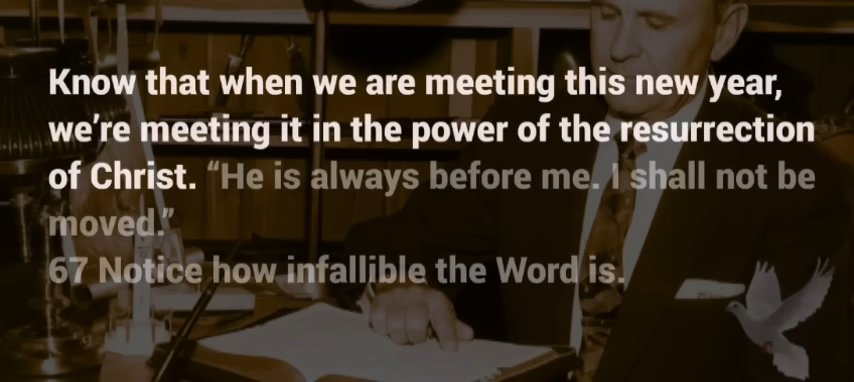 Know that when we are meeting this new year,
we’re meeting it in the power of the resurrection
of Christ. “He is always before me. I shall not be
moved.”
67 Notice how infallible the Word is.